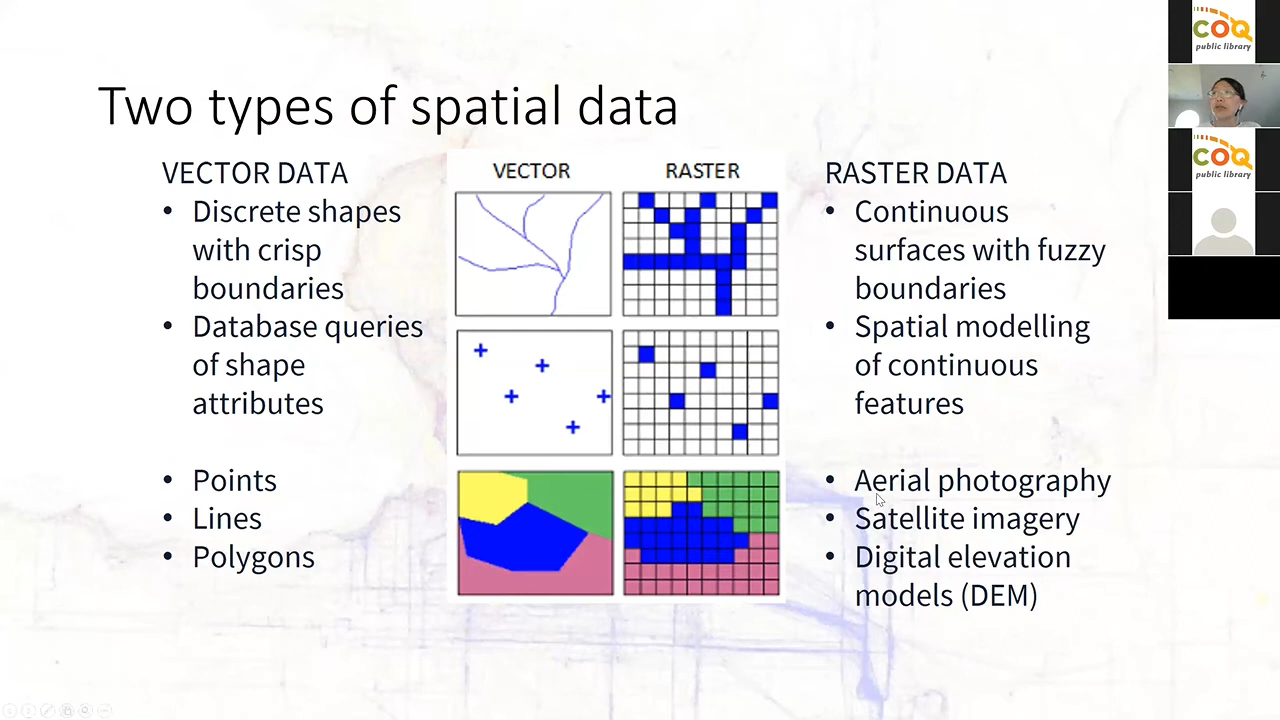 Two types of spatial data
VECTOR DATA
• Discrete shapes
with crisp
boundaries
• Database queries
of shape
attributes
• Points
• Lines
• Polygons
VECTOR
RASTER
RASTER DATA
• Continuous
surfaces with fuzzy
boundaries
• Spatial modelling
of continuous
features
• Aerial photography
• Satellite imagery
• Digital elevation
models (DEM)
COQ
public library
COQ
public library